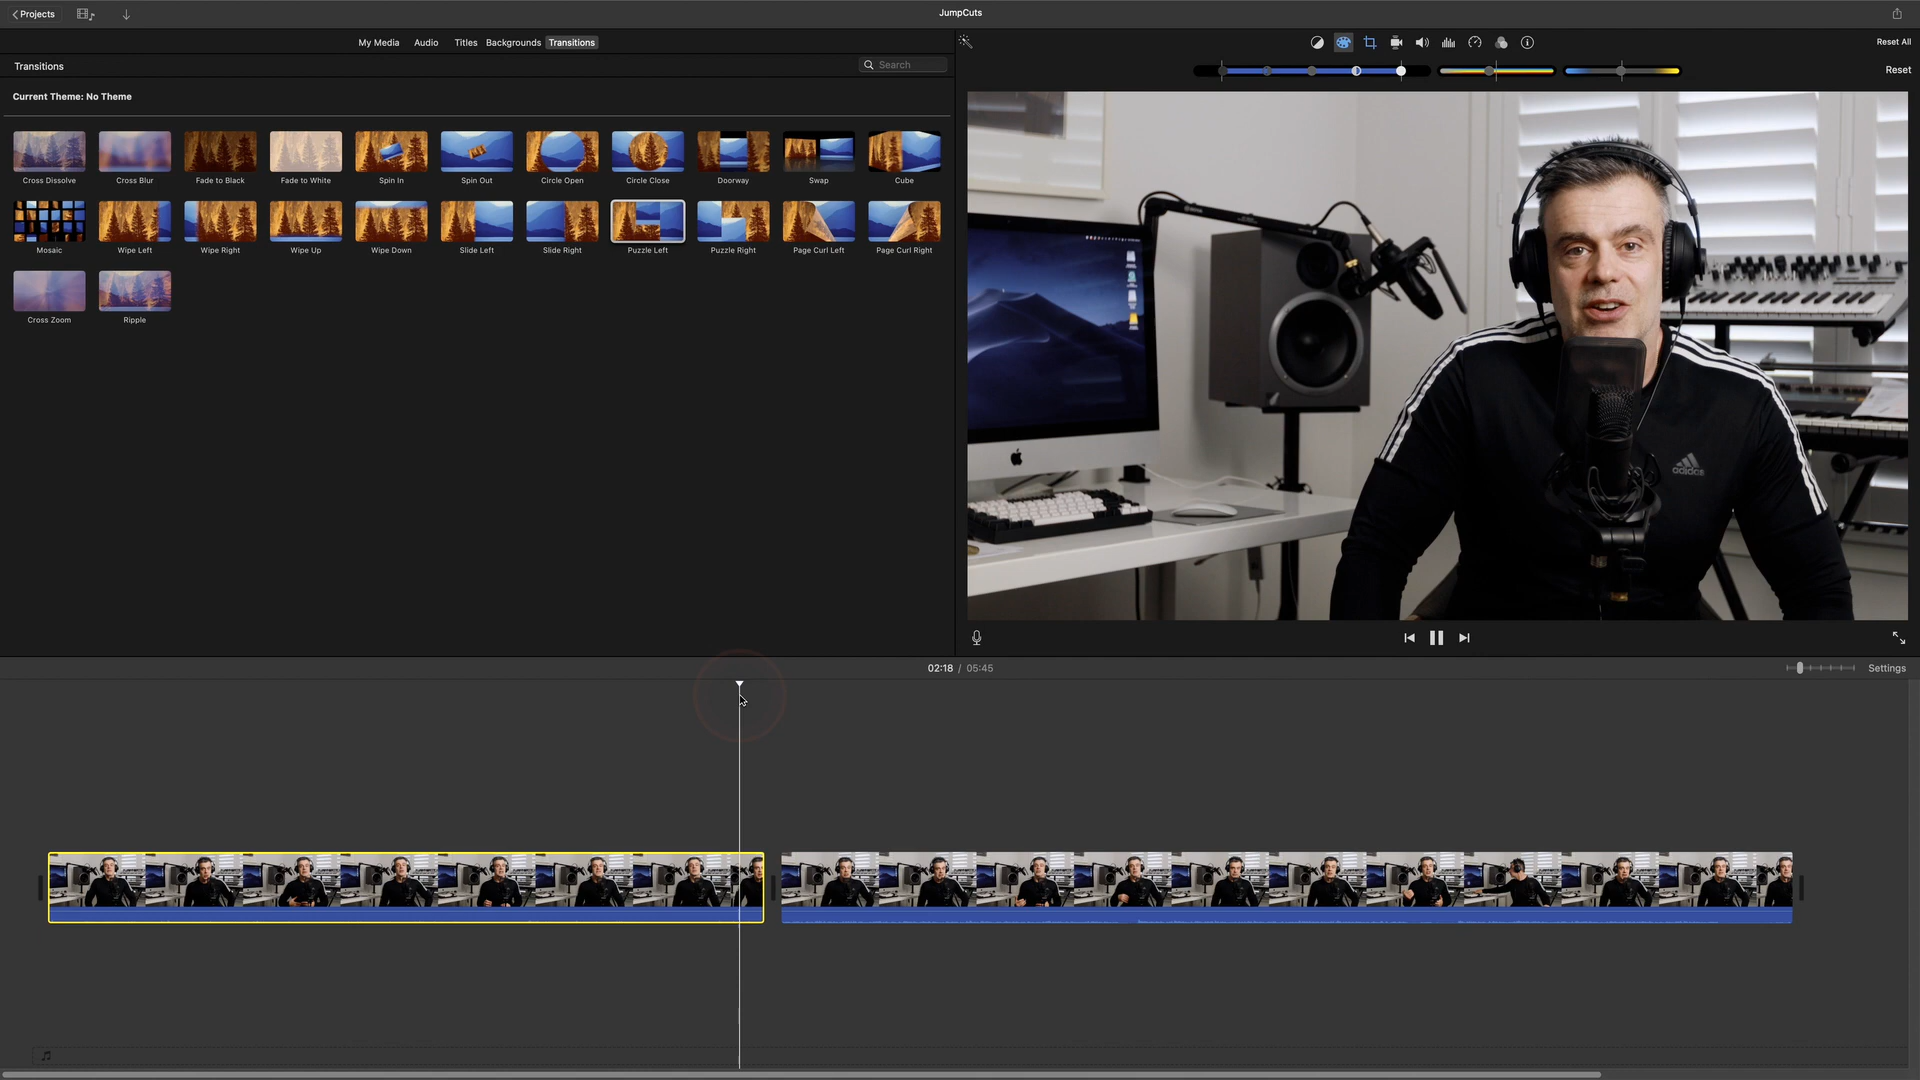 Projects
JumpCuts
My Media Audio Titles Backgrounds Transitions
Reset All
Transitions
Search
Reset
Current Theme: No Theme
Cross Dissolve Cross Blur Fade to Black Fade to White Spin In Spin Out Circle Open Circle Close Doorway Swap Cube
Mosaic Wipe Left Wipe Right Wipe Up Wipe Down Slide Left Slide Right Puzzle Left Puzzle Right Page Curl Left Page Curl Right
Cross Zoom Ripple
adidas
02:18 / 05:45
Settings